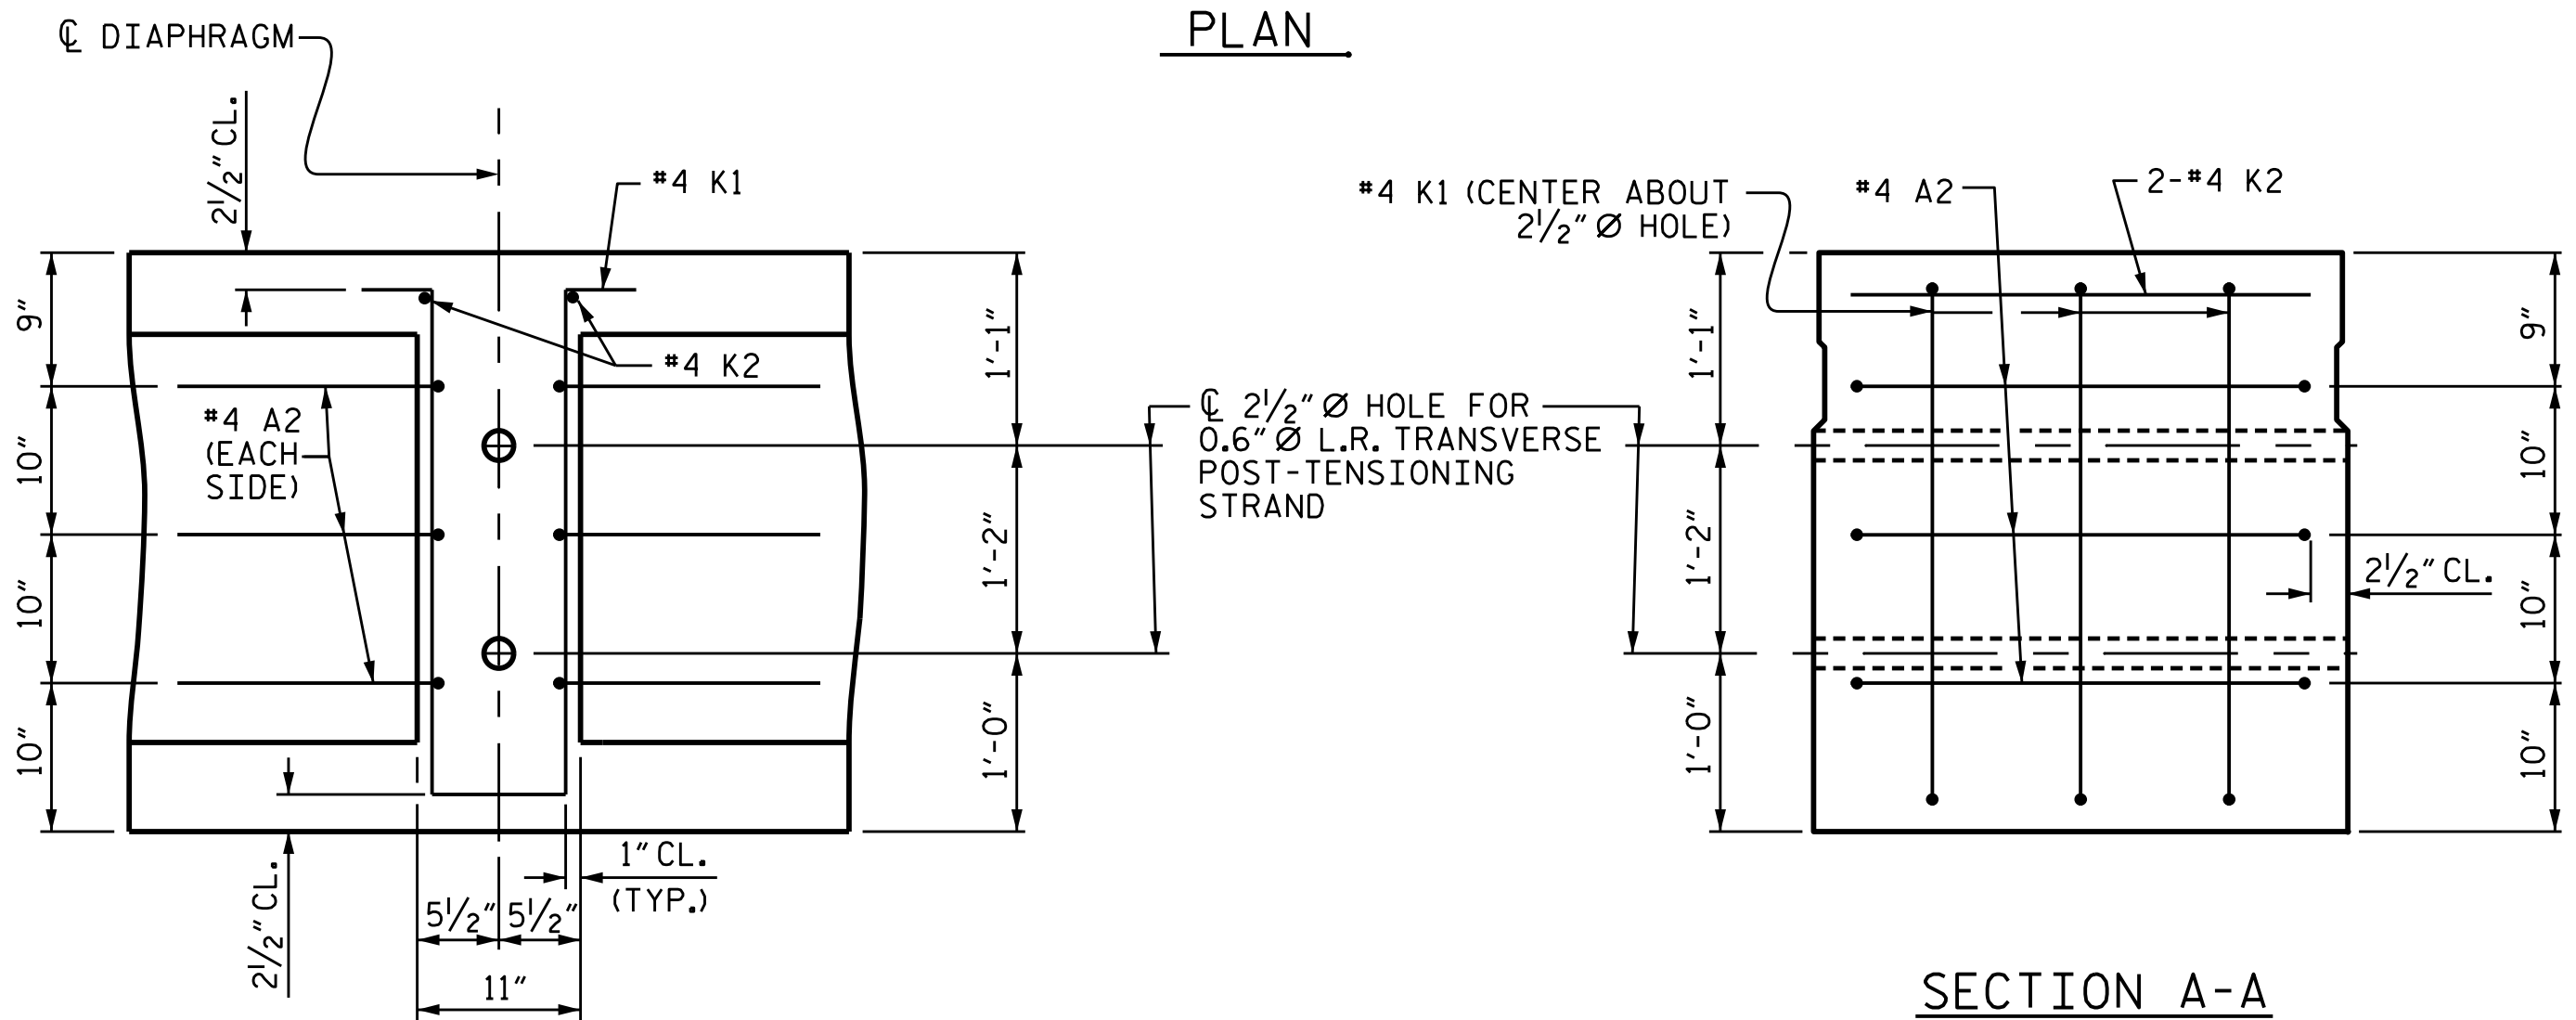 PLAN
℄ DIAPHRAGM
2½" CL.
#4 K1
#4 K2
9"
10"
10"
10"
#4 A2
(EACH
SIDE)
1'-1"
1'-2"
1'-0"
2½" CL.
1" CL.
(TYP.)
5½" 5½"
11"
℄ 2½" Ø HOLE FOR
0.6" Ø L.R. TRANSVERSE
POST-TENSIONING
STRAND
#4 K1 (CENTER ABOUT
2½" Ø HOLE)
#4 A2
2-#4 K2
1'-1"
1'-2"
1'-0"
9"
10"
10"
10"
2½" CL.
SECTION A-A